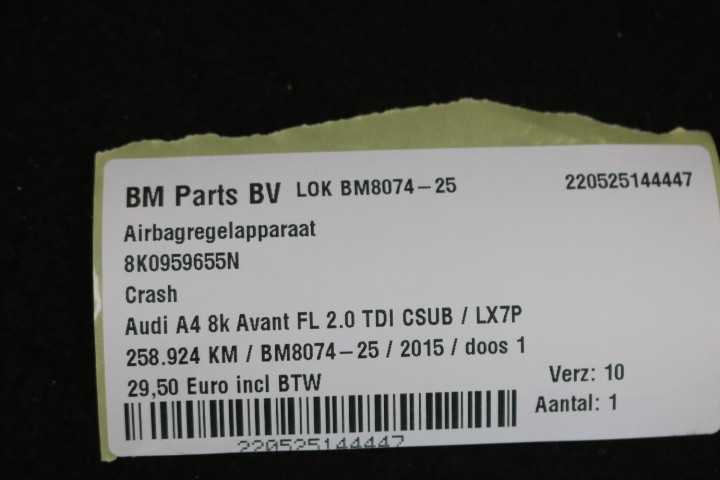 BM Parts BV LOK BM8074-25 220525144447
Airbagregelapparaat
8K0959655N
Crash
Audi A4 8k Avant FL 2.0 TDI CSUB / LX7P
258.924 KM / BM8074-25 / 2015 / doos 1
29,50 Euro incl BTW Verz: 10
Aantal: 1
220525144447